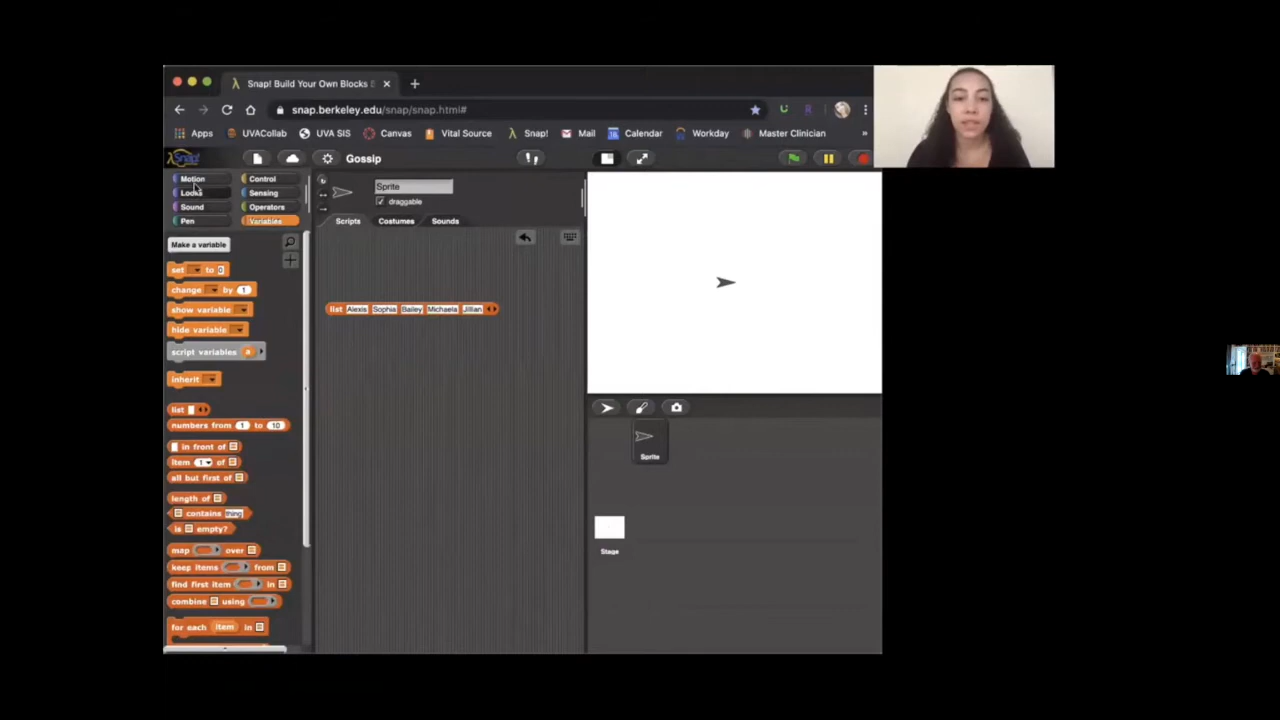 Snap! Build Your Own Blocks
snap.berkeley.edu/snap/snap.html#
Apps UVACollab UVA SIS Canvas Vital Source Snap! Mail Calendar Workday Master Clinician »
Snap! Gossip
Motion Control
Looks Sensing
Sound Operators
Pen Variables
Sprite
draggable
Scripts Costumes Sounds
Make a variable
set to 0
change by 1
show variable
hide variable
script variables a
inherit
list
numbers from 1 to 10
in front of
item 1 of
all but first of
length of
contains thing
is empty?
map over
keep items from
find first item in
combine using
for each item in
list Alexis Sophia Bailey Michaela Jillian
Sprite
Stage